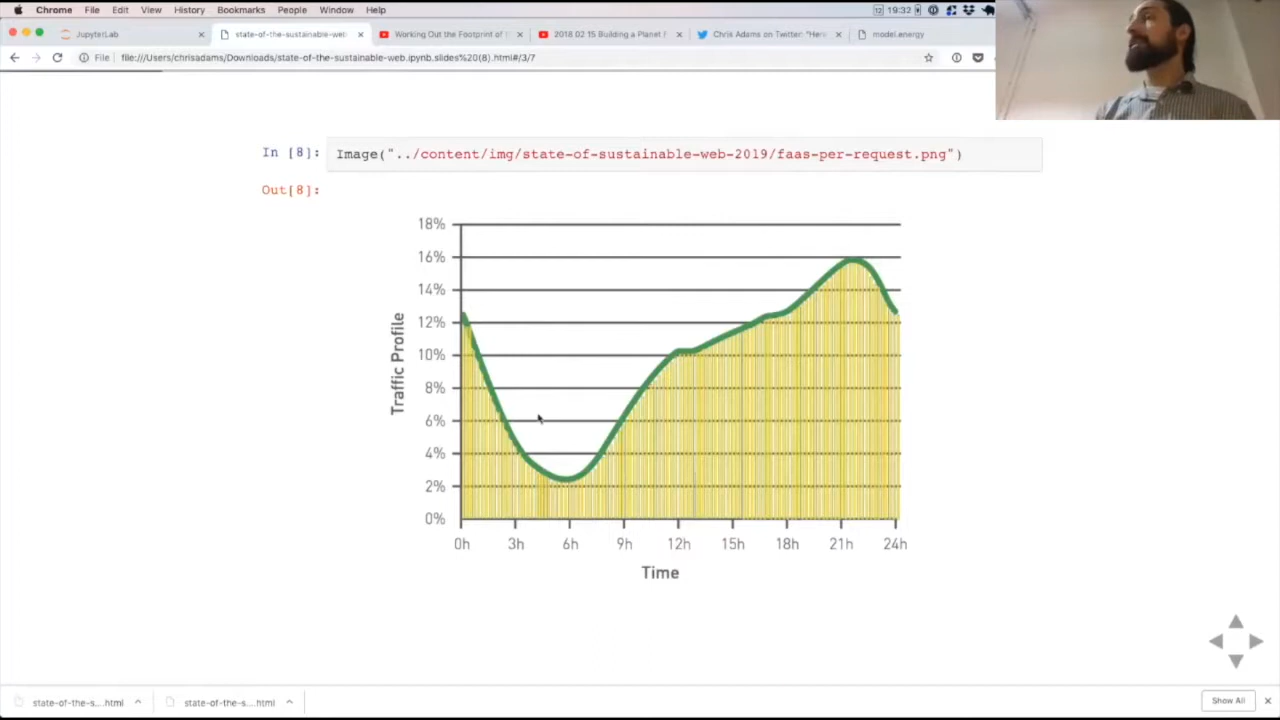 Chrome File Edit View History Bookmarks People Window Help 19:32
JupyterLab × state-of-the-sustainable-web × Working Out the Footprint of × 2018 02 15 Building a Planet F × Chris Adams on Twitter: "Here × model.energy
File file:///Users/chrisadams/Downloads/state-of-the-sustainable-web.ipynb.slides%20(8).html#/3/7
In [8]: Image("../content/img/state-of-sustainable-web-2019/faas-per-request.png")
Out[8]:
18%
16%
14%
12%
10%
8%
6%
4%
2%
0%
Traffic Profile
0h 3h 6h 9h 12h 15h 18h 21h 24h
Time
state-of-the-s....html state-of-the-s....html Show All ×